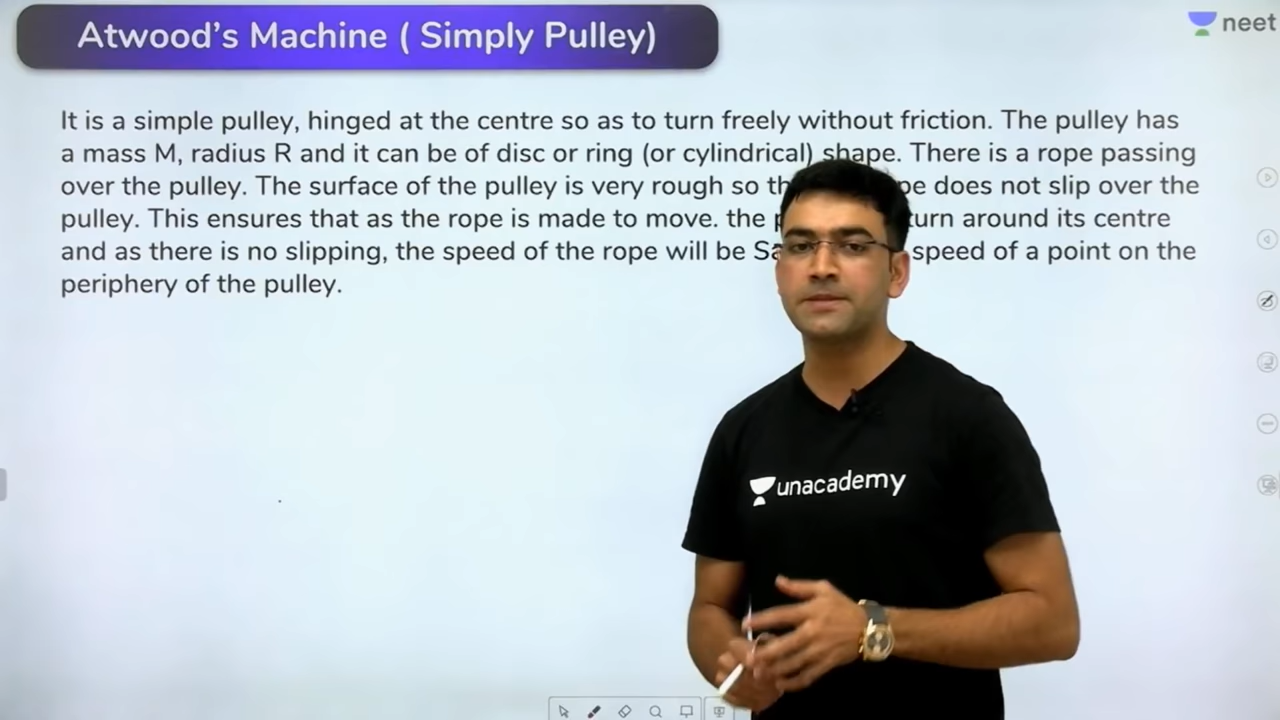 Atwood's Machine ( Simply Pulley)
neet
It is a simple pulley, hinged at the centre so as to turn freely without friction. The pulley has
a mass M, radius R and it can be of disc or ring (or cylindrical) shape. There is a rope passing
over the pulley. The surface of the pulley is very rough so does not slip over the
pulley. This ensures that as the rope is made to move. the turn around its centre
and as there is no slipping, the speed of the rope will be speed of a point on the
periphery of the pulley.
unacademy